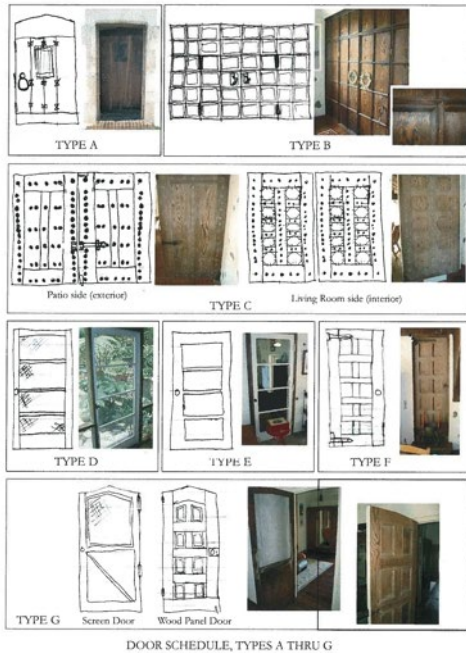 TYPE A
TYPE B
Patio side (exterior)
Living Room side (interior)
TYPE C
TYPE D
TYPE E
TYPE F
TYPE G
Screen Door
Wood Panel Door
DOOR SCHEDULE, TYPES A THRU G